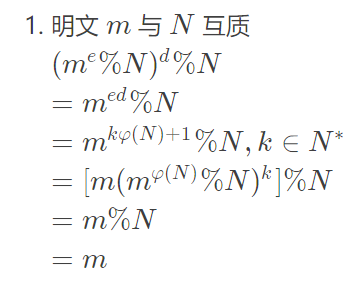 1. 明文 m 与 N 互质
(m^e%N)^d%N
= m^{ed}%N
= m^{kφ(N)+1}%N, k ∈ N*
= [m(m^{φ(N)}%N)^k]%N
= m%N
= m